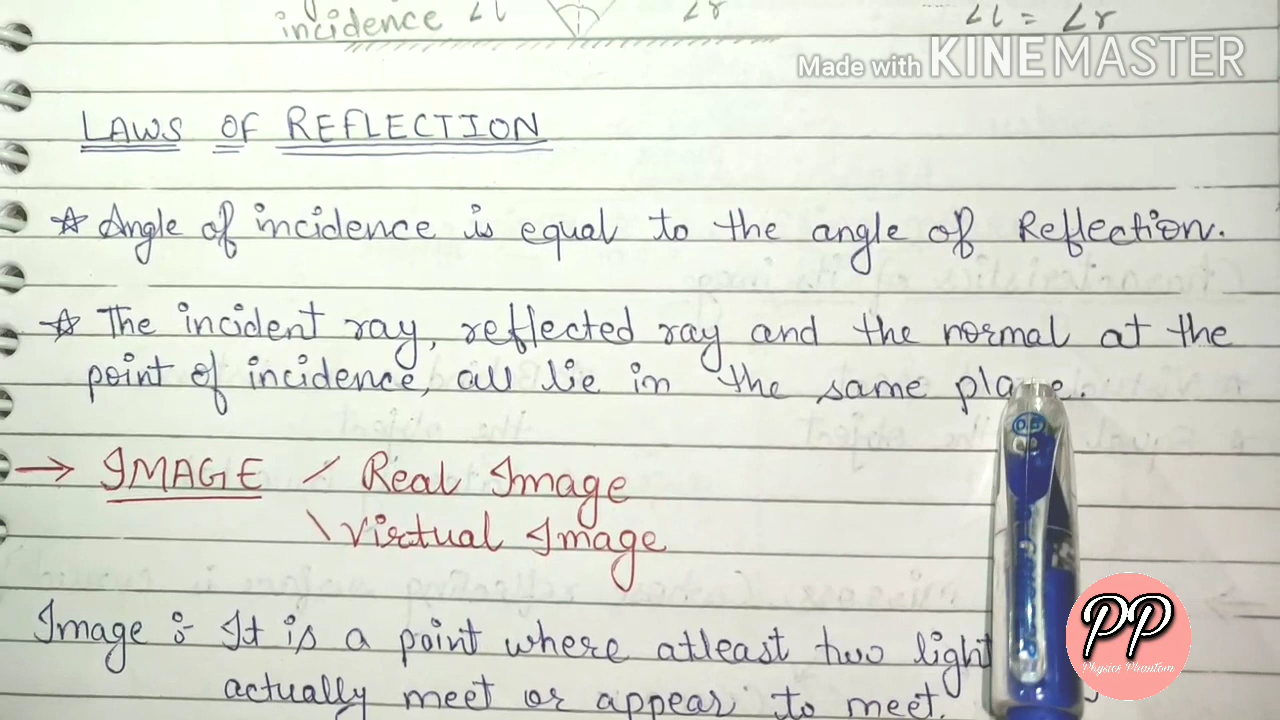 incidence ∠i ∠r ∠i = ∠r
Made with KINEMASTER
LAWS OF REFLECTION
☆ Angle of incidence is equal to the angle of Reflection.
☆ The incident ray, reflected ray and the normal at the
point of incidence, all lie in the same plane.
→ IMAGE / Real Image
\ Virtual Image
Image :- It is a point where atleast two light
actually meet or appear to meet.
PP
Physics Phantom